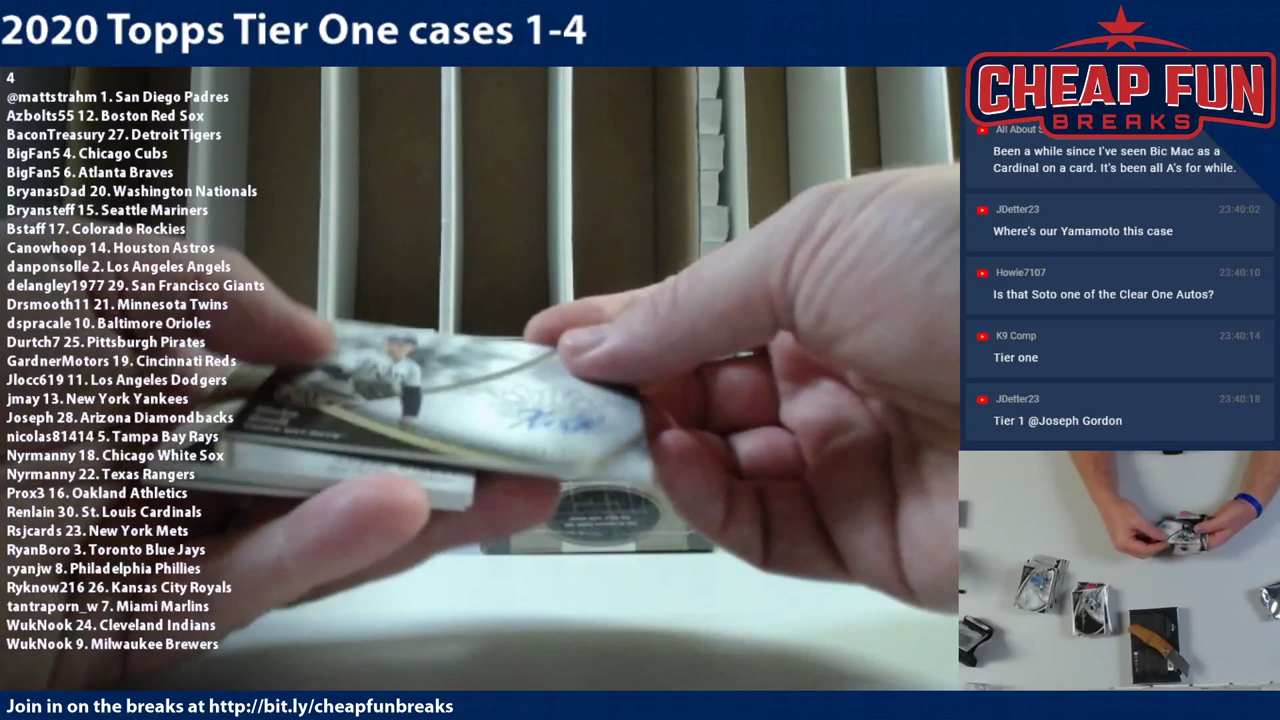 2020 Topps Tier One cases 1-4
4
@mattstrahm 1. San Diego Padres
Azbolts55 12. Boston Red Sox
BaconTreasury 27. Detroit Tigers
BigFan5 4. Chicago Cubs
BigFan5 6. Atlanta Braves
BryanasDad 20. Washington Nationals
Bryansteff 15. Seattle Mariners
Bstaff 17. Colorado Rockies
Canowhoop 14. Houston Astros
danponsolle 2. Los Angeles Angels
delangley1977 29. San Francisco Giants
Drsmooth11 21. Minnesota Twins
dspracale 10. Baltimore Orioles
Durtch7 25. Pittsburgh Pirates
GardnerMotors 19. Cincinnati Reds
Jlocc619 11. Los Angeles Dodgers
jmay 13. New York Yankees
Joseph 28. Arizona Diamondbacks
nicolas81414 5. Tampa Bay Rays
Nyrmanny 18. Chicago White Sox
Nyrmanny 22. Texas Rangers
Prox3 16. Oakland Athletics
Renlain 30. St. Louis Cardinals
Rsjcards 23. New York Mets
RyanBoro 3. Toronto Blue Jays
ryanjw 8. Philadelphia Phillies
Ryknow216 26. Kansas City Royals
tantraporn_w 7. Miami Marlins
WukNook 24. Cleveland Indians
WukNook 9. Milwaukee Brewers
CHEAP FUN
BREAKS
All About
Been a while since I've seen Bic Mac as a
Cardinal on a card. It's been all A's for while.
JDetter23 23:40:02
Where's our Yamamoto this case
Howie7107 23:40:10
Is that Soto one of the Clear One Autos?
K9 Comp 23:40:14
Tier one
JDetter23 23:40:18
Tier 1 @Joseph Gordon
Join in on the breaks at http://bit.ly/cheapfunbreaks